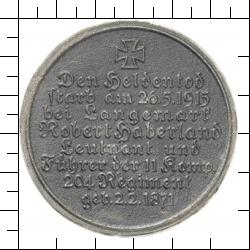 Den Heldentod
starb am 26.5.1915
bei Langemark
Robert Haberland
Leutnant und
Führer der 11 Komp.
204 Regiment
geb. 2.2.1871